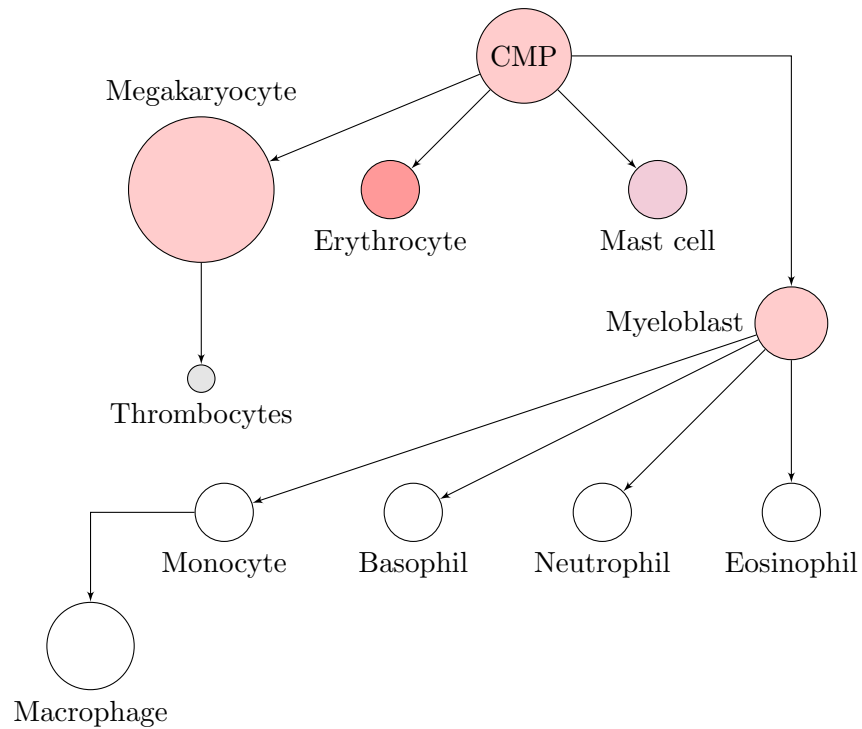 CMP
Megakaryocyte
Erythrocyte
Mast cell
Myeloblast
Thrombocytes
Monocyte
Basophil
Neutrophil
Eosinophil
Macrophage